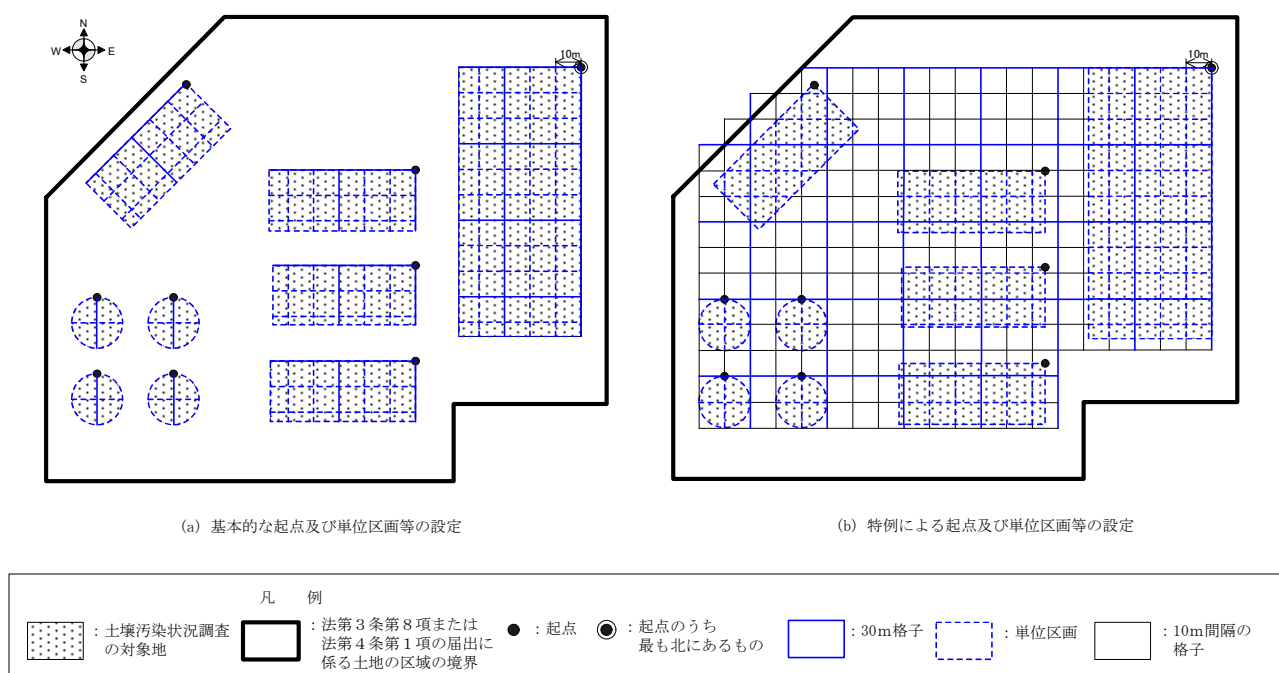 N
W E
S
10m
10m
(a) 基本的な起点及び単位区画等の設定
(b) 特例による起点及び単位区画等の設定
凡 例
：土壌汚染状況調査
の対象地
：法第３条第８項または
法第４条第１項の届出に
係る土地の区域の境界
：起点
：起点のうち
最も北にあるもの
：30m格子
：単位区画
：10m間隔の
格子